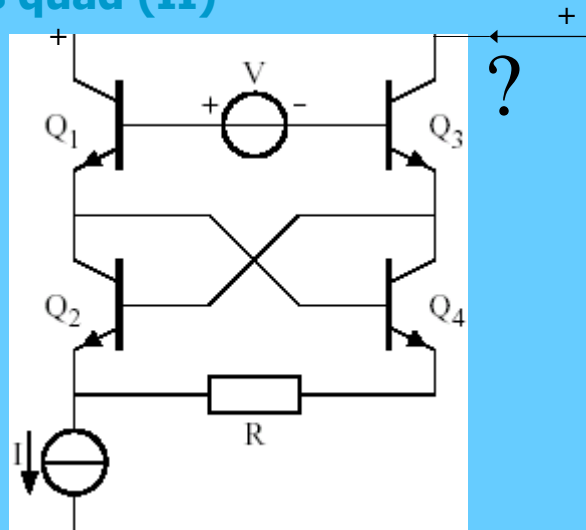 quad (II)
+
+
V
+
-
?
Q1
Q3
Q2
Q4
R
I